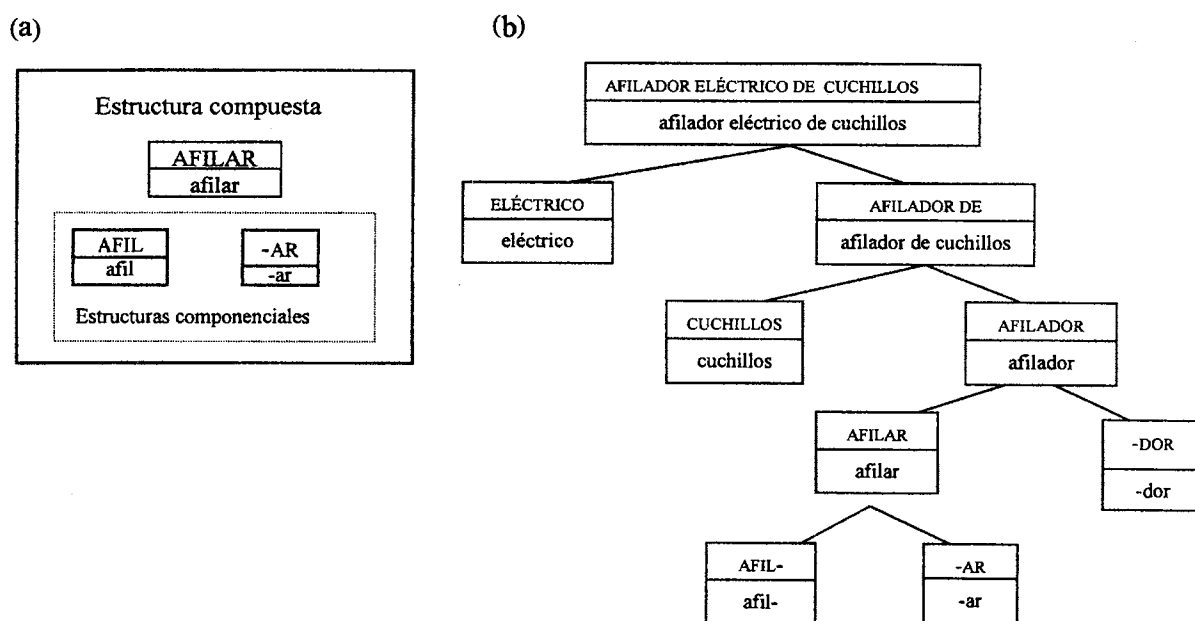 (a)
Estructura compuesta
AFILAR
afilar
AFIL
afil
-AR
-ar
Estructuras componenciales
(b)
AFILADOR ELÉCTRICO DE CUCHILLOS
afilador eléctrico de cuchillos
ELÉCTRICO
eléctrico
AFILADOR DE
afilador de cuchillos
CUCHILLOS
cuchillos
AFILADOR
afilador
AFILAR
afilar
-DOR
-dor
AFIL-
afil-
-AR
-ar